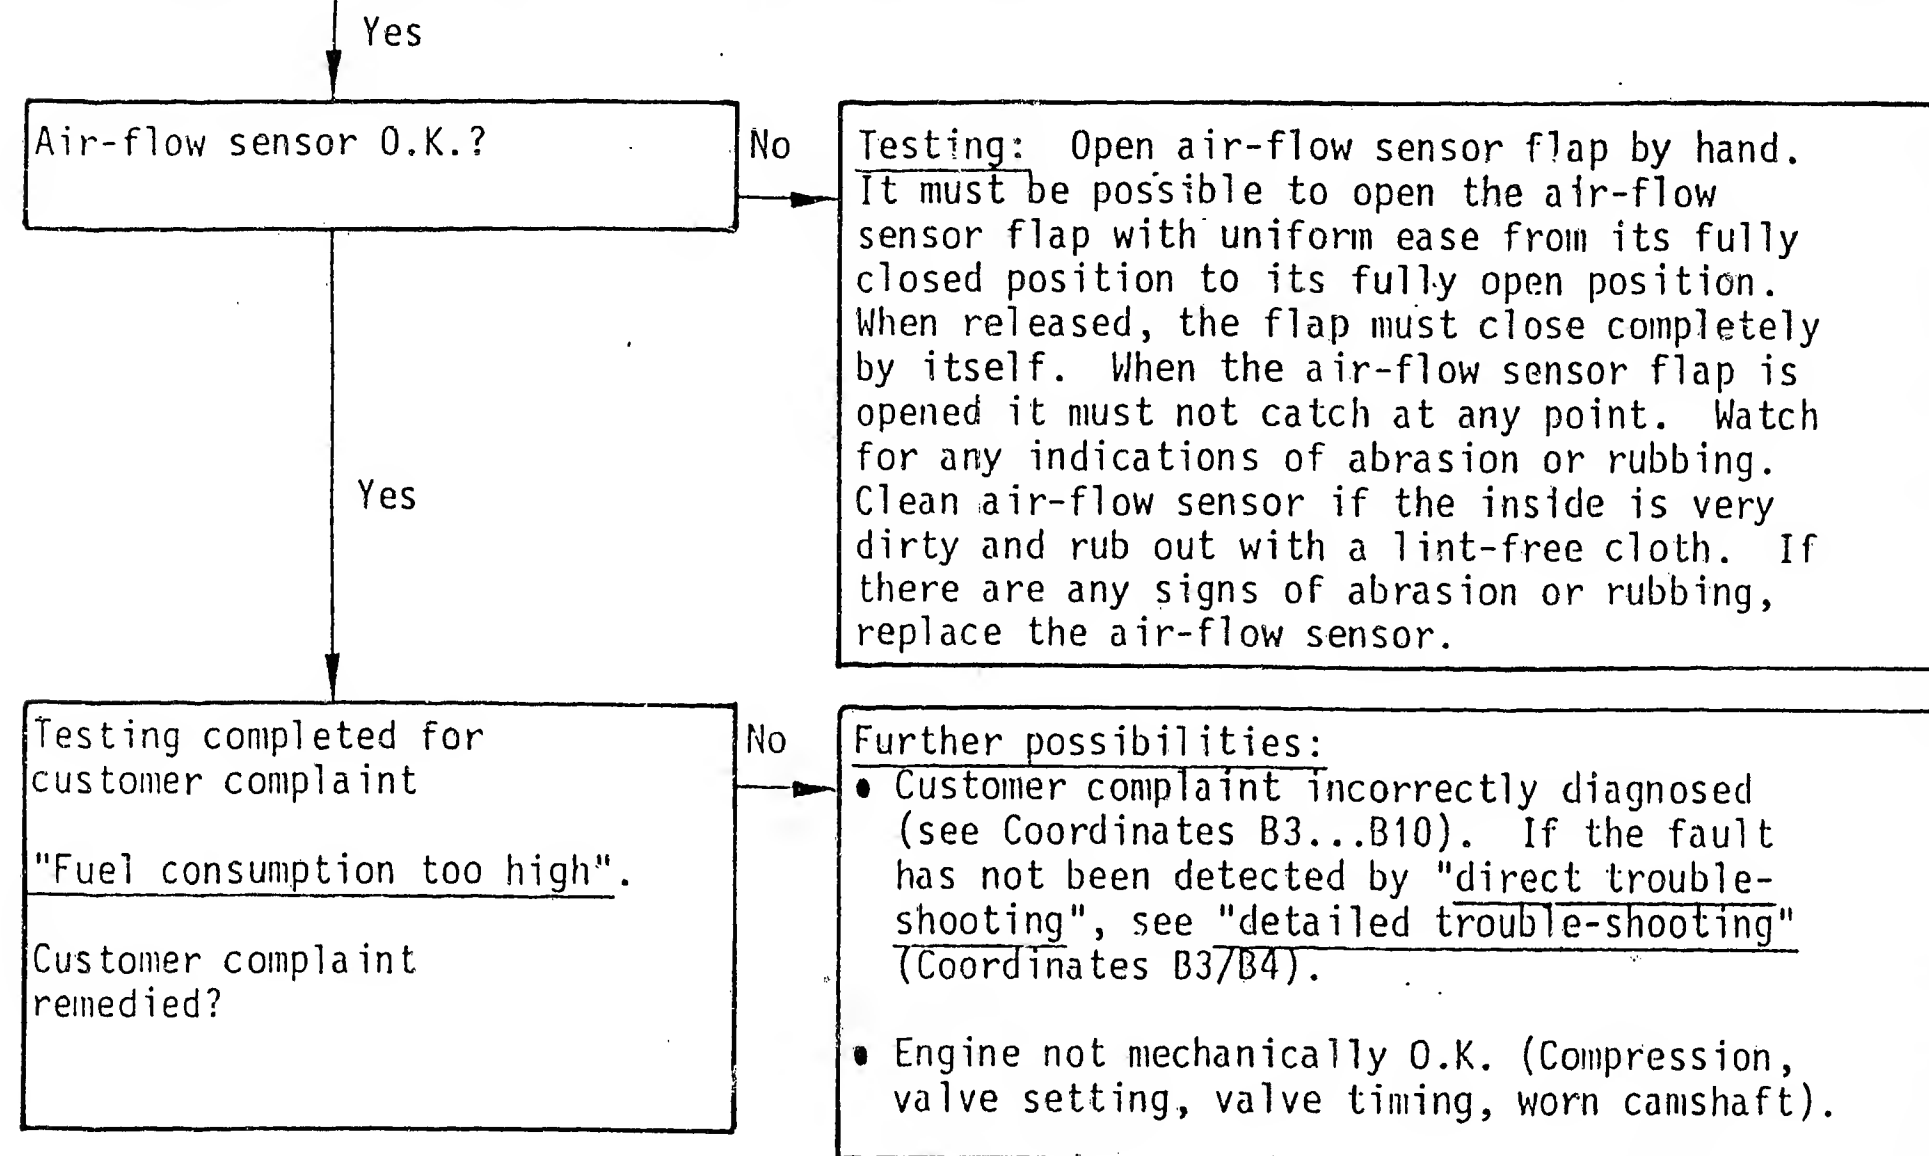 Yes
Air-flow sensor O.K.?
No
Testing: Open air-flow sensor flap by hand.
It must be possible to open the air-flow
sensor flap with uniform ease from its fully
closed position to its fully open position.
When released, the flap must close completely
by itself. When the air-flow sensor flap is
opened it must not catch at any point. Watch
for any indications of abrasion or rubbing.
Clean air-flow sensor if the inside is very
dirty and rub out with a lint-free cloth. If
there are any signs of abrasion or rubbing,
replace the air-flow sensor.
Yes
Testing completed for
customer complaint
"Fuel consumption too high".
Customer complaint
remedied?
No
Further possibilities:
• Customer complaint incorrectly diagnosed
(see Coordinates B3...B10). If the fault
has not been detected by "direct trouble-
shooting", see "detailed trouble-shooting"
(Coordinates B3/B4).
• Engine not mechanically O.K. (Compression,
valve setting, valve timing, worn camshaft).